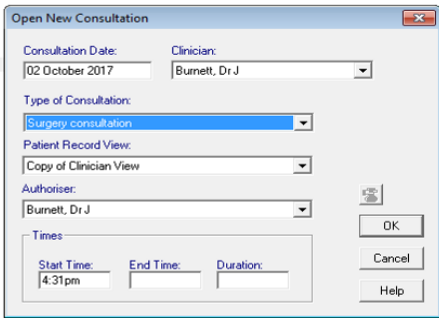 Open New Consultation
Consultation Date: Clinician:
02 October 2017 Burnett, Dr J
Type of Consultation:
Surgery consultation
Patient Record View:
Copy of Clinician View
Authoriser:
Burnett, Dr J
OK
Times
Start Time: End Time: Duration:
4:31pm
Cancel
Help